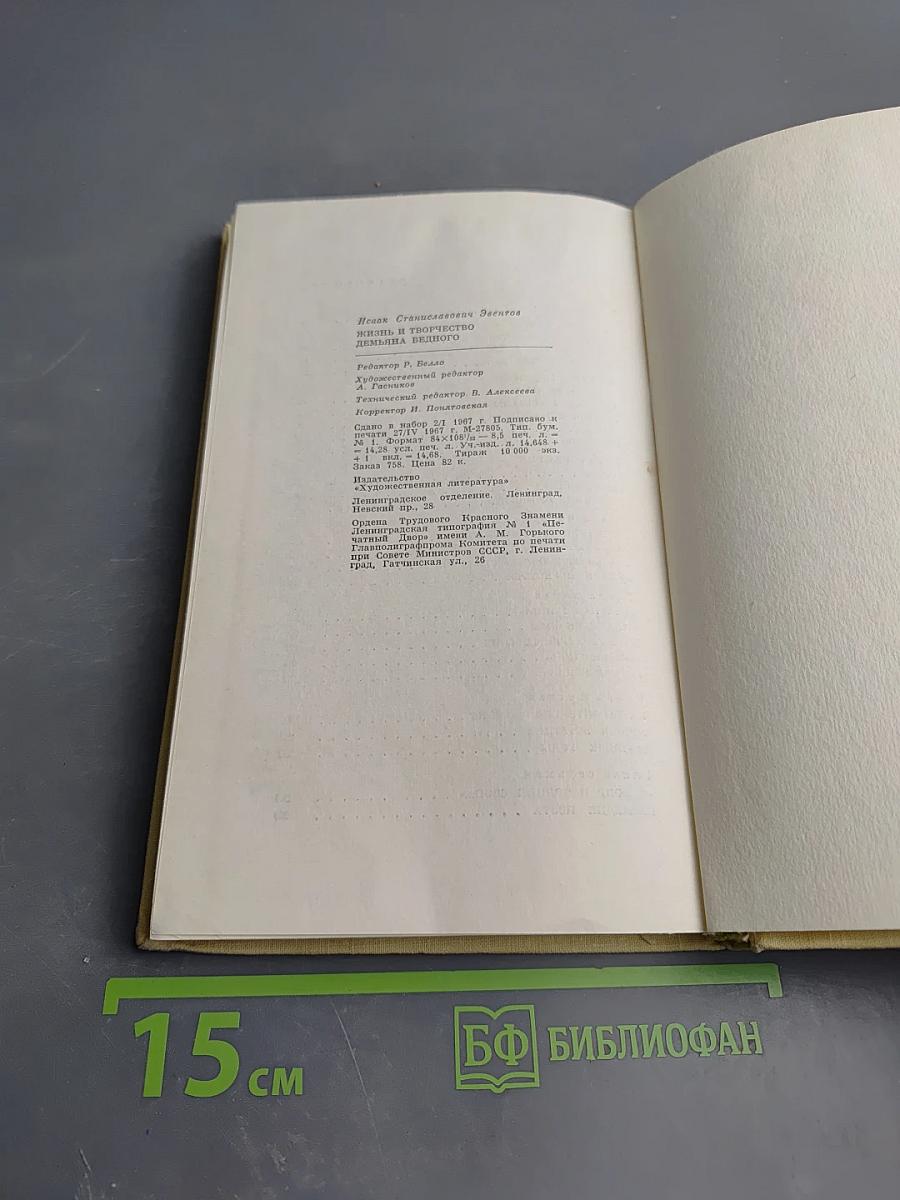 Исаак Станиславович Эвентов
ЖИЗНЬ И ТВОРЧЕСТВО
ДЕМЬЯНА БЕДНОГО
Редактор Р. Белло
Художественный редактор
А. Гасников
Технический редактор В. Алексеева
Корректор И. Понятовская
Сдано в набор 2/I 1967 г. Подписано к
печати 27/IV 1967 г. М-27805. Тип. бум.
№ 1. Формат 84×108¹/₃₂ — 8,5 печ. л. =
= 14,28 усл. печ. л. Уч.-изд. л. 14,648 +
+ 1 вкл. = 14,68. Тираж 10 000 экз.
Заказ 758. Цена 82 к.
Издательство
«Художественная литература»
Ленинградское отделение. Ленинград,
Невский пр., 28
Ордена Трудового Красного Знамени
Ленинградская типография № 1 «Пе-
чатный Двор» имени А. М. Горького
Главполиграфпрома Комитета по печати
при Совете Министров СССР, г. Ленин-
град, Гатчинская ул., 26
15 см
БФ БИБЛИОФАН